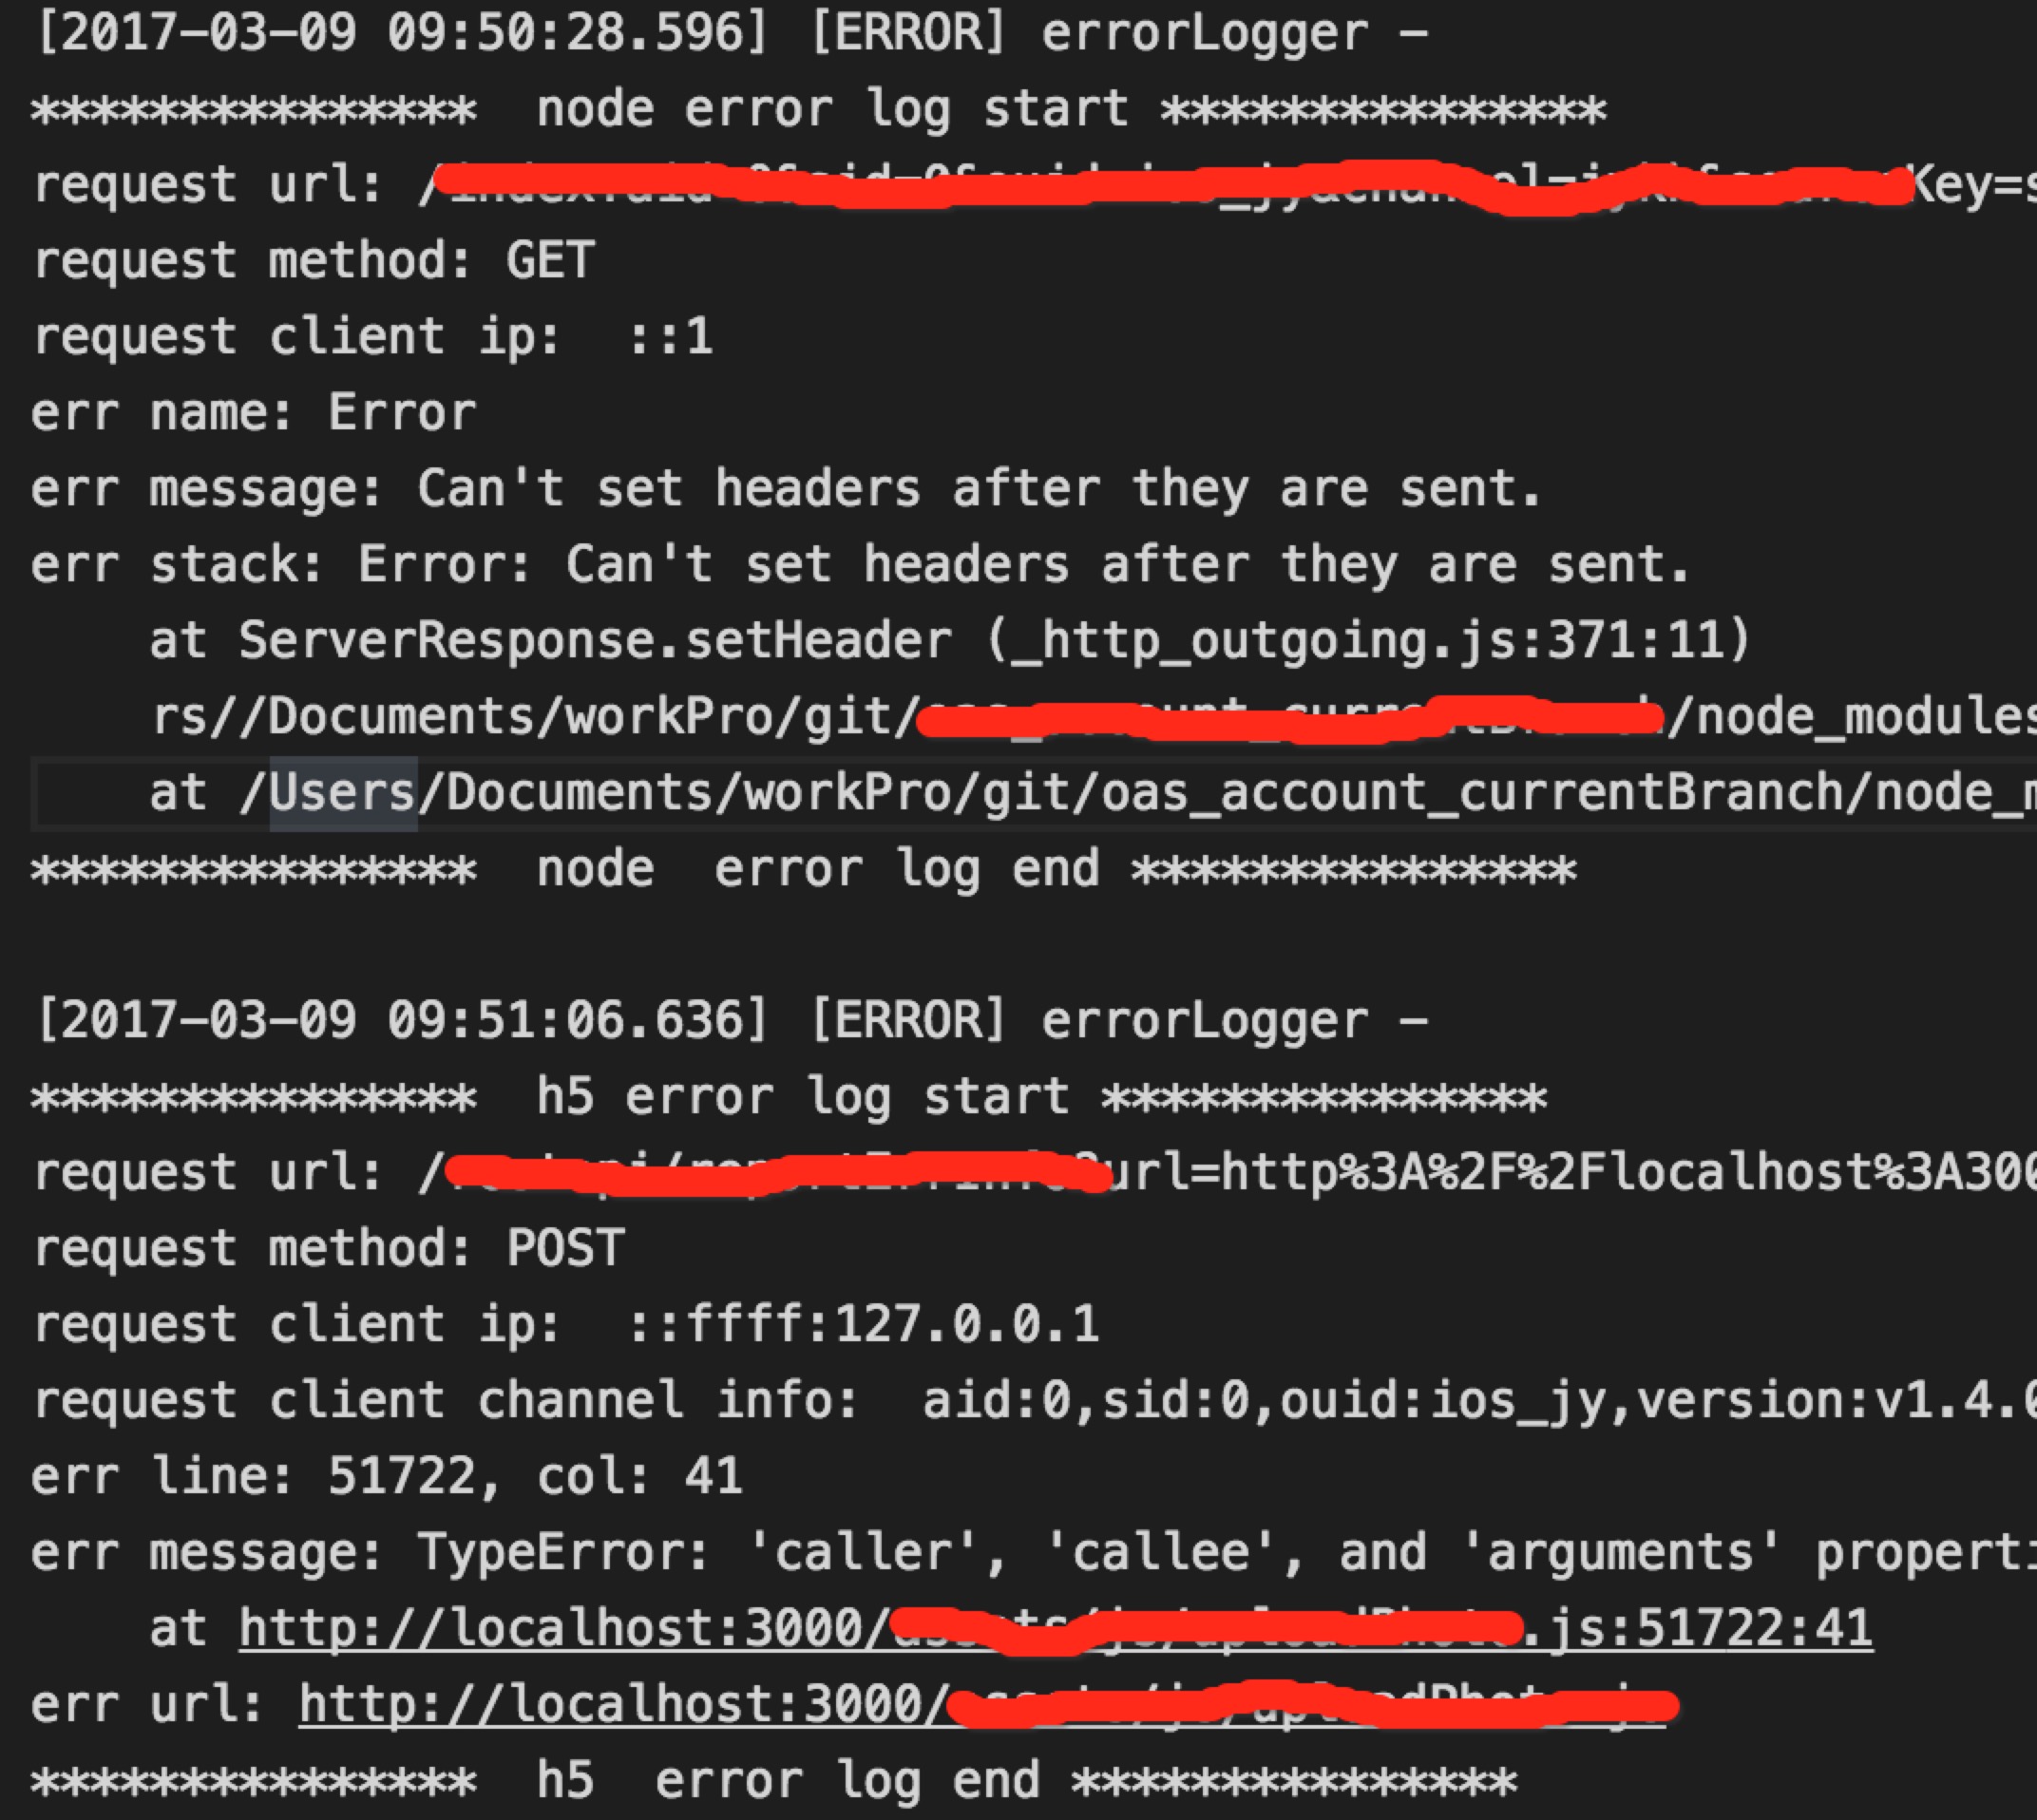 [2017-03-09 09:50:28.596] [ERROR] errorLogger -
*************** node error log start ***************
request url: / Key=s
request method: GET
request client ip: ::1
err name: Error
err message: Can't set headers after they are sent.
err stack: Error: Can't set headers after they are sent.
at ServerResponse.setHeader (_http_outgoing.js:371:11)
rs//Documents/workPro/git/ /node_modules
at /Users/Documents/workPro/git/oas_account_currentBranch/node_m
*************** node error log end ***************
[2017-03-09 09:51:06.636] [ERROR] errorLogger -
*************** h5 error log start ***************
request url: / url=http%3A%2F%2Flocalhost%3A300
request method: POST
request client ip: ::ffff:127.0.0.1
request client channel info: aid:0,sid:0,ouid:ios_jy,version:v1.4.0
err line: 51722, col: 41
err message: TypeError: 'caller', 'callee', and 'arguments' properti
at http://localhost:3000/ .js:51722:41
err url: http://localhost:3000/
*************** h5 error log end ***************